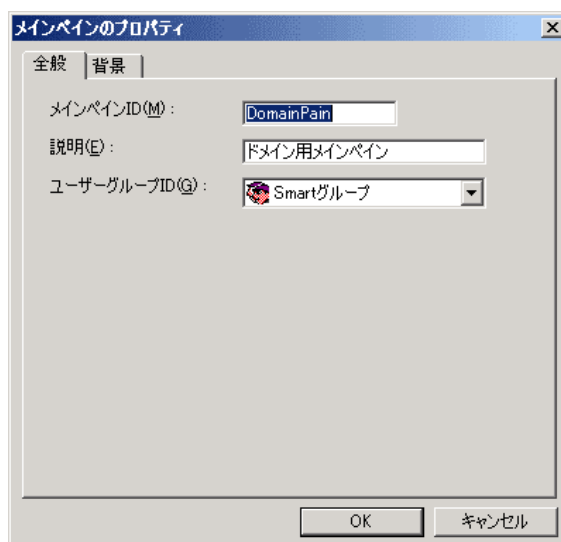 メインペインのプロパティ
全般 背景
メインペインID(M): DomainPain
説明(E): ドメイン用メインペイン
ユーザーグループID(G): Smartグループ
OK キャンセル